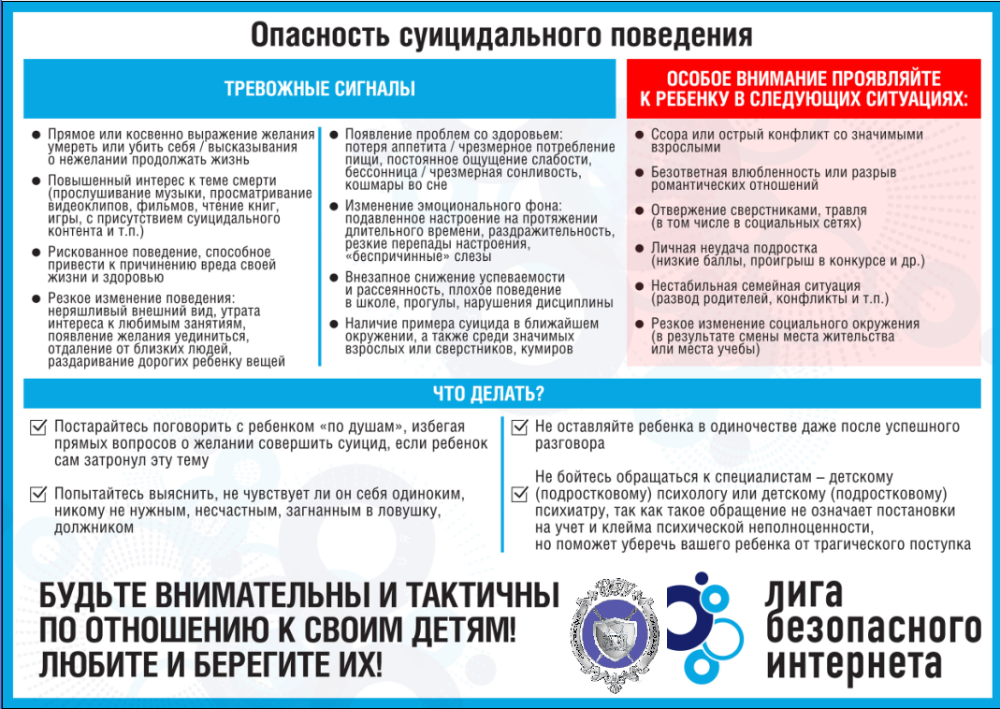 Опасность суицидального поведения
ТРЕВОЖНЫЕ СИГНАЛЫ
● Прямое или косвенно выражение желания
умереть или убить себя / высказывания
о нежелании продолжать жизнь
● Повышенный интерес к теме смерти
(прослушивание музыки, просматривание
видеоклипов, фильмов, чтение книг,
игры, с присутствием суицидального
контента и т.п.)
● Рискованное поведение, способное
привести к причинению вреда своей
жизни и здоровью
● Резкое изменение поведения:
неряшливый внешний вид, утрата
интереса к любимым занятиям,
появление желания уединиться,
отдаление от близких людей,
раздаривание дорогих ребенку вещей
● Появление проблем со здоровьем:
потеря аппетита / чрезмерное потребление
пищи, постоянное ощущение слабости,
бессонница / чрезмерная сонливость,
кошмары во сне
● Изменение эмоционального фона:
подавленное настроение на протяжении
длительного времени, раздражительность,
резкие перепады настроения,
«беспричинные» слезы
● Внезапное снижение успеваемости
и рассеянность, плохое поведение
в школе, прогулы, нарушения дисциплины
● Наличие примера суицида в ближайшем
окружении, а также среди значимых
взрослых или сверстников, кумиров
ОСОБОЕ ВНИМАНИЕ ПРОЯВЛЯЙТЕ
К РЕБЕНКУ В СЛЕДУЮЩИХ СИТУАЦИЯХ:
● Ссора или острый конфликт со значимыми
взрослыми
● Безответная влюбленность или разрыв
романтических отношений
● Отвержение сверстниками, травля
(в том числе в социальных сетях)
● Личная неудача подростка
(низкие баллы, проигрыш в конкурсе и др.)
● Нестабильная семейная ситуация
(развод родителей, конфликты и т.п.)
● Резкое изменение социального окружения
(в результате смены места жительства
или места учебы)
ЧТО ДЕЛАТЬ?
Постарайтесь поговорить с ребенком «по душам», избегая
прямых вопросов о желании совершить суицид, если ребенок
сам затронул эту тему
Попытайтесь выяснить, не чувствует ли он себя одиноким,
никому не нужным, несчастным, загнанным в ловушку,
должником
Не оставляйте ребенка в одиночестве даже после успешного
разговора
Не бойтесь обращаться к специалистам – детскому
(подростковому) психологу или детскому (подростковому)
психиатру, так как такое обращение не означает постановки
на учет и клейма психической неполноценности,
но поможет уберечь вашего ребенка от трагического поступка
БУДЬТЕ ВНИМАТЕЛЬНЫ И ТАКТИЧНЫ
ПО ОТНОШЕНИЮ К СВОИМ ДЕТЯМ!
ЛЮБИТЕ И БЕРЕГИТЕ ИХ!
лига
безопасного
интернета